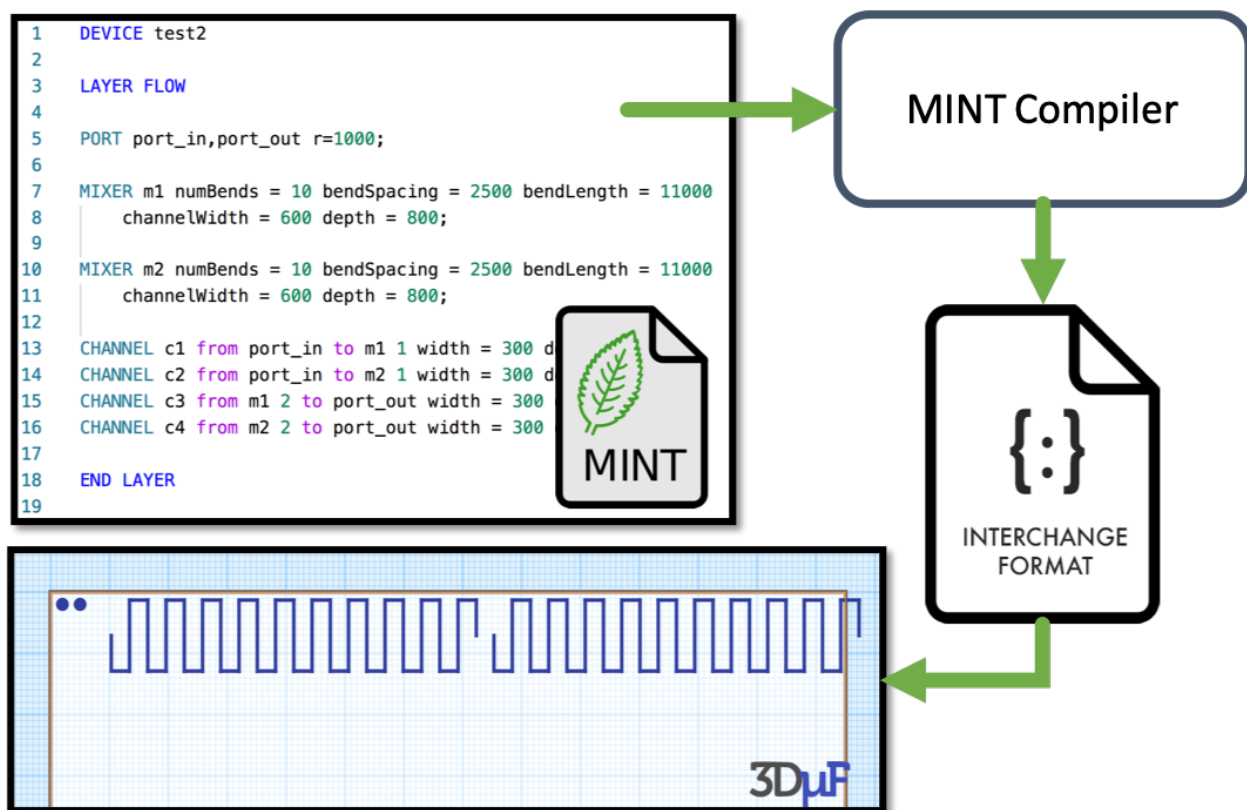 1 DEVICE test2
2
3 LAYER FLOW
4
5 PORT port_in,port_out r=1000;
6
7 MIXER m1 numBends = 10 bendSpacing = 2500 bendLength = 11000
8 channelWidth = 600 depth = 800;
9
10 MIXER m2 numBends = 10 bendSpacing = 2500 bendLength = 11000
11 channelWidth = 600 depth = 800;
12
13 CHANNEL c1 from port_in to m1 1 width = 300 d
14 CHANNEL c2 from port_in to m2 1 width = 300 d
15 CHANNEL c3 from m1 2 to port_out width = 300
16 CHANNEL c4 from m2 2 to port_out width = 300
17
18 END LAYER
19
MINT
MINT Compiler
{:}
INTERCHANGE
FORMAT
3DµF